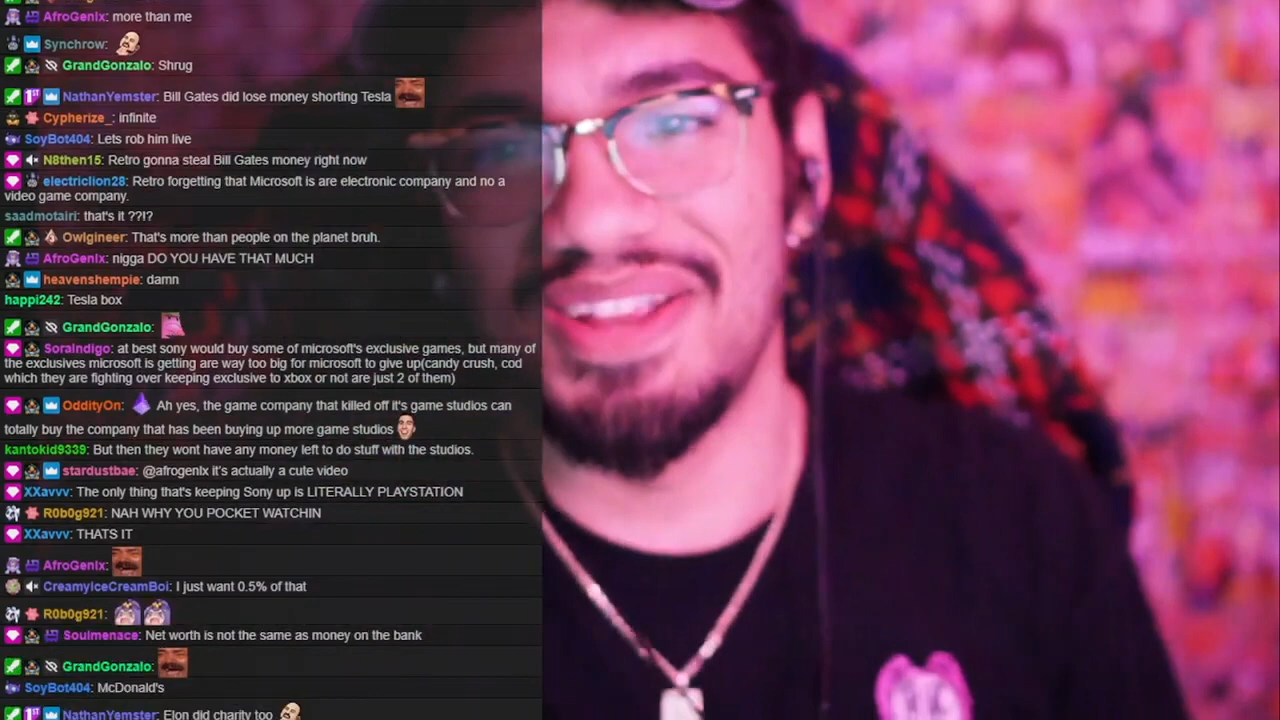 AfroGenix: more than me
Synchrow:
GrandGonzalo: Shrug
NathanYemster: Bill Gates did lose money shorting Tesla
Cypherize_: infinite
SoyBot404: Lets rob him live
N8then15: Retro gonna steal Bill Gates money right now
electriclion28: Retro forgetting that Microsoft is are electronic company and no a
video game company.
saadmotairi: that's it ??!?
Owlgineer: That's more than people on the planet bruh.
AfroGenix: nigga DO YOU HAVE THAT MUCH
heavenshempie: damn
happi242: Tesla box
GrandGonzalo:
SoraIndigo: at best sony would buy some of microsoft's exclusive games, but many of
the exclusives microsoft is getting are way too big for microsoft to give up(candy crush, cod
which they are fighting over keeping exclusive to xbox or not are just 2 of them)
OddityOn: Ah yes, the game company that killed off it's game studios can
totally buy the company that has been buying up more game studios
kantokid9339: But then they wont have any money left to do stuff with the studios.
stardustbae: @afrogenix it's actually a cute video
XXavvv: The only thing that's keeping Sony up is LITERALLY PLAYSTATION
R0b0g921: NAH WHY YOU POCKET WATCHIN
XXavvv: THATS IT
AfroGenix:
CreamyIceCreamBoi: I just want 0.5% of that
R0b0g921:
Soulmenace: Net worth is not the same as money on the bank
GrandGonzalo:
SoyBot404: McDonald's
NathanYemster: Elon did charity too